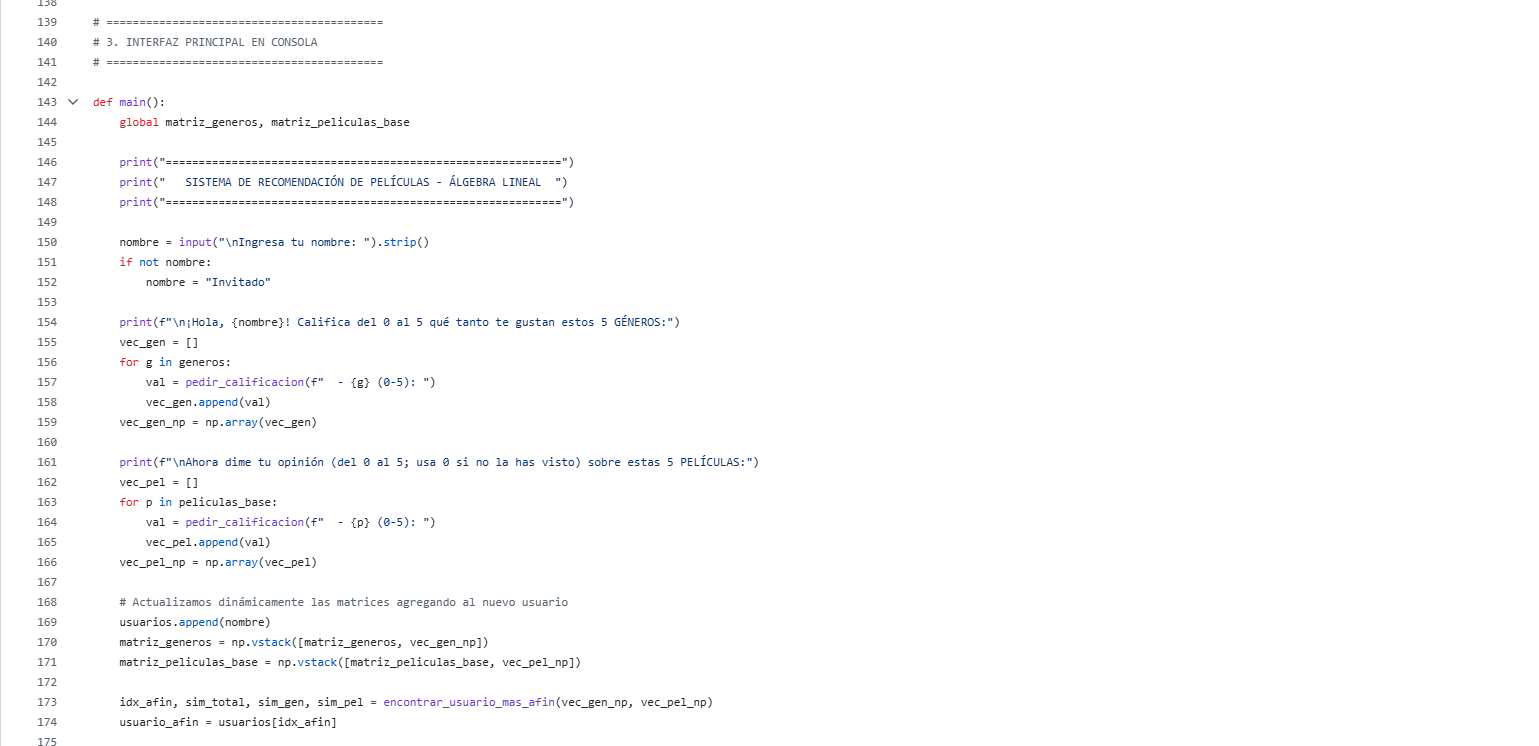 138
139 # ==========================================
140 # 3. INTERFAZ PRINCIPAL EN CONSOLA
141 # ==========================================
142
143 def main():
144     global matriz_generos, matriz_peliculas_base
145
146     print("============================================================")
147     print("   SISTEMA DE RECOMENDACIÓN DE PELÍCULAS - ÁLGEBRA LINEAL  ")
148     print("============================================================")
149
150     nombre = input("\nIngresa tu nombre: ").strip()
151     if not nombre:
152         nombre = "Invitado"
153
154     print(f"\n¡Hola, {nombre}! Califica del 0 al 5 qué tanto te gustan estos 5 GÉNEROS:")
155     vec_gen = []
156     for g in generos:
157         val = pedir_calificacion(f"  - {g} (0-5): ")
158         vec_gen.append(val)
159     vec_gen_np = np.array(vec_gen)
160
161     print(f"\nAhora dime tu opinión (del 0 al 5; usa 0 si no la has visto) sobre estas 5 PELÍCULAS:")
162     vec_pel = []
163     for p in peliculas_base:
164         val = pedir_calificacion(f"  - {p} (0-5): ")
165         vec_pel.append(val)
166     vec_pel_np = np.array(vec_pel)
167
168     # Actualizamos dinámicamente las matrices agregando al nuevo usuario
169     usuarios.append(nombre)
170     matriz_generos = np.vstack([matriz_generos, vec_gen_np])
171     matriz_peliculas_base = np.vstack([matriz_peliculas_base, vec_pel_np])
172
173     idx_afin, sim_total, sim_gen, sim_pel = encontrar_usuario_mas_afin(vec_gen_np, vec_pel_np)
174     usuario_afin = usuarios[idx_afin]
175